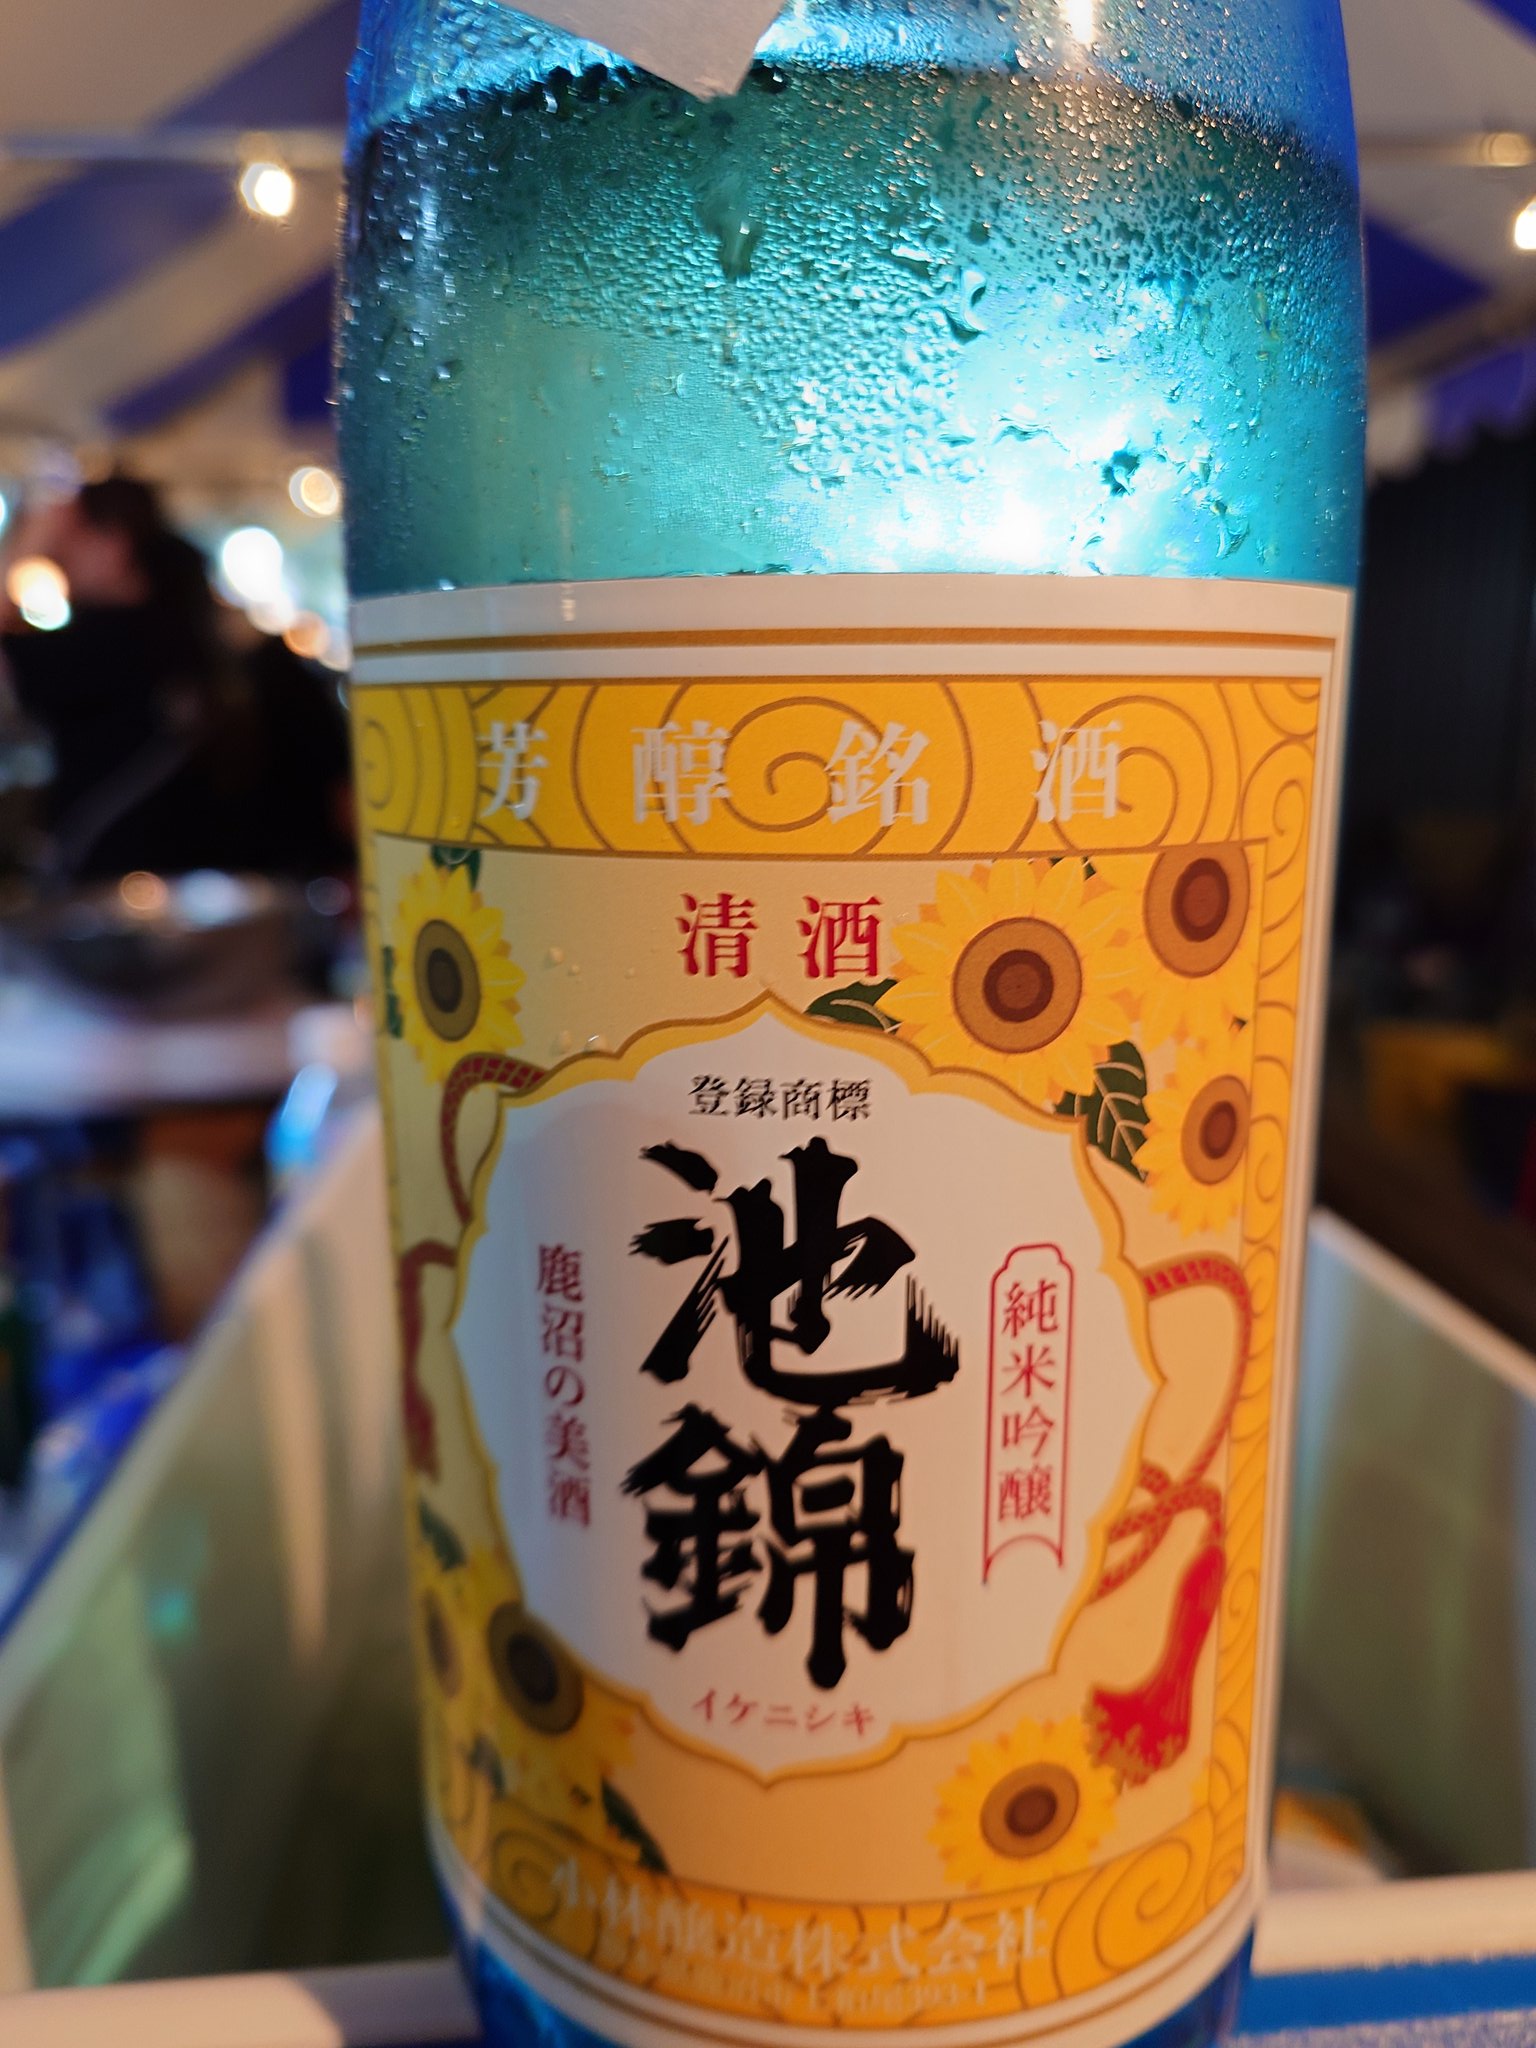 芳醇銘酒
清酒
登録商標
純米吟醸
池錦
鹿沼の美酒
イケニシキ
小林醸造株式会社